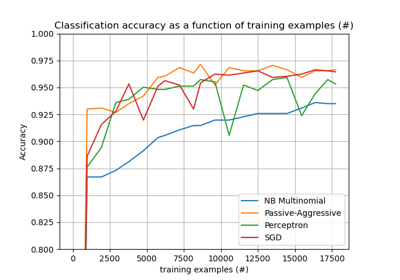 Classification accuracy as a function of training examples (#)
1.000
0.975
0.950
0.925
0.900
0.875
0.850
0.825
0.800
Accuracy
NB Multinomial
Passive-Aggressive
Perceptron
SGD
0 2500 5000 7500 10000 12500 15000 17500
training examples (#)